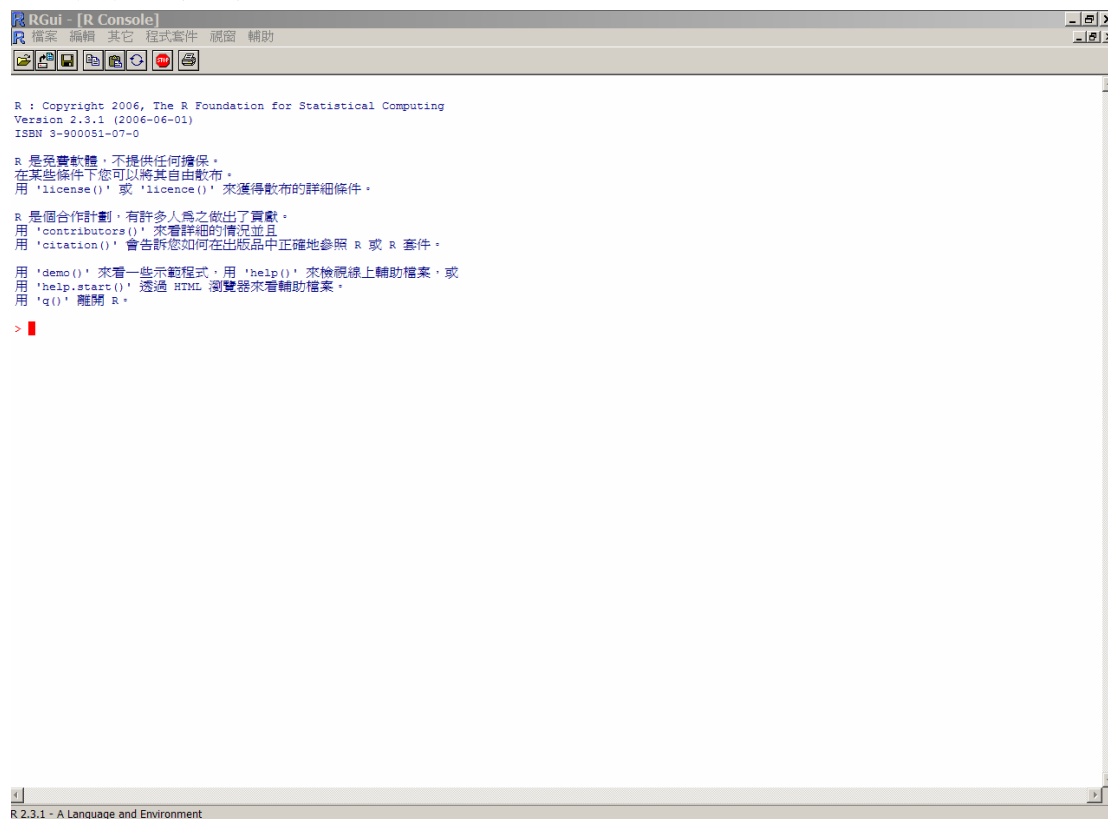 RGui - [R Console]
檔案 編輯 其它 程式套件 視窗 輔助
STOP
R : Copyright 2006, The R Foundation for Statistical Computing
Version 2.3.1 (2006-06-01)
ISBN 3-900051-07-0
R 是免費軟體，不提供任何擔保。
在某些條件下您可以將其自由散布。
用 'license()' 或 'licence()' 來獲得散布的詳細條件。
R 是個合作計劃，有許多人為之做出了貢獻。
用 'contributors()' 來看詳細的情況並且
用 'citation()' 會告訴您如何在出版品中正確地參照 R 或 R 套件。
用 'demo()' 來看一些示範程式，用 'help()' 來檢視線上輔助檔案，或
用 'help.start()' 透過 HTML 瀏覽器來看輔助檔案。
用 'q()' 離開 R。
>
R 2.3.1 - A Language and Environment